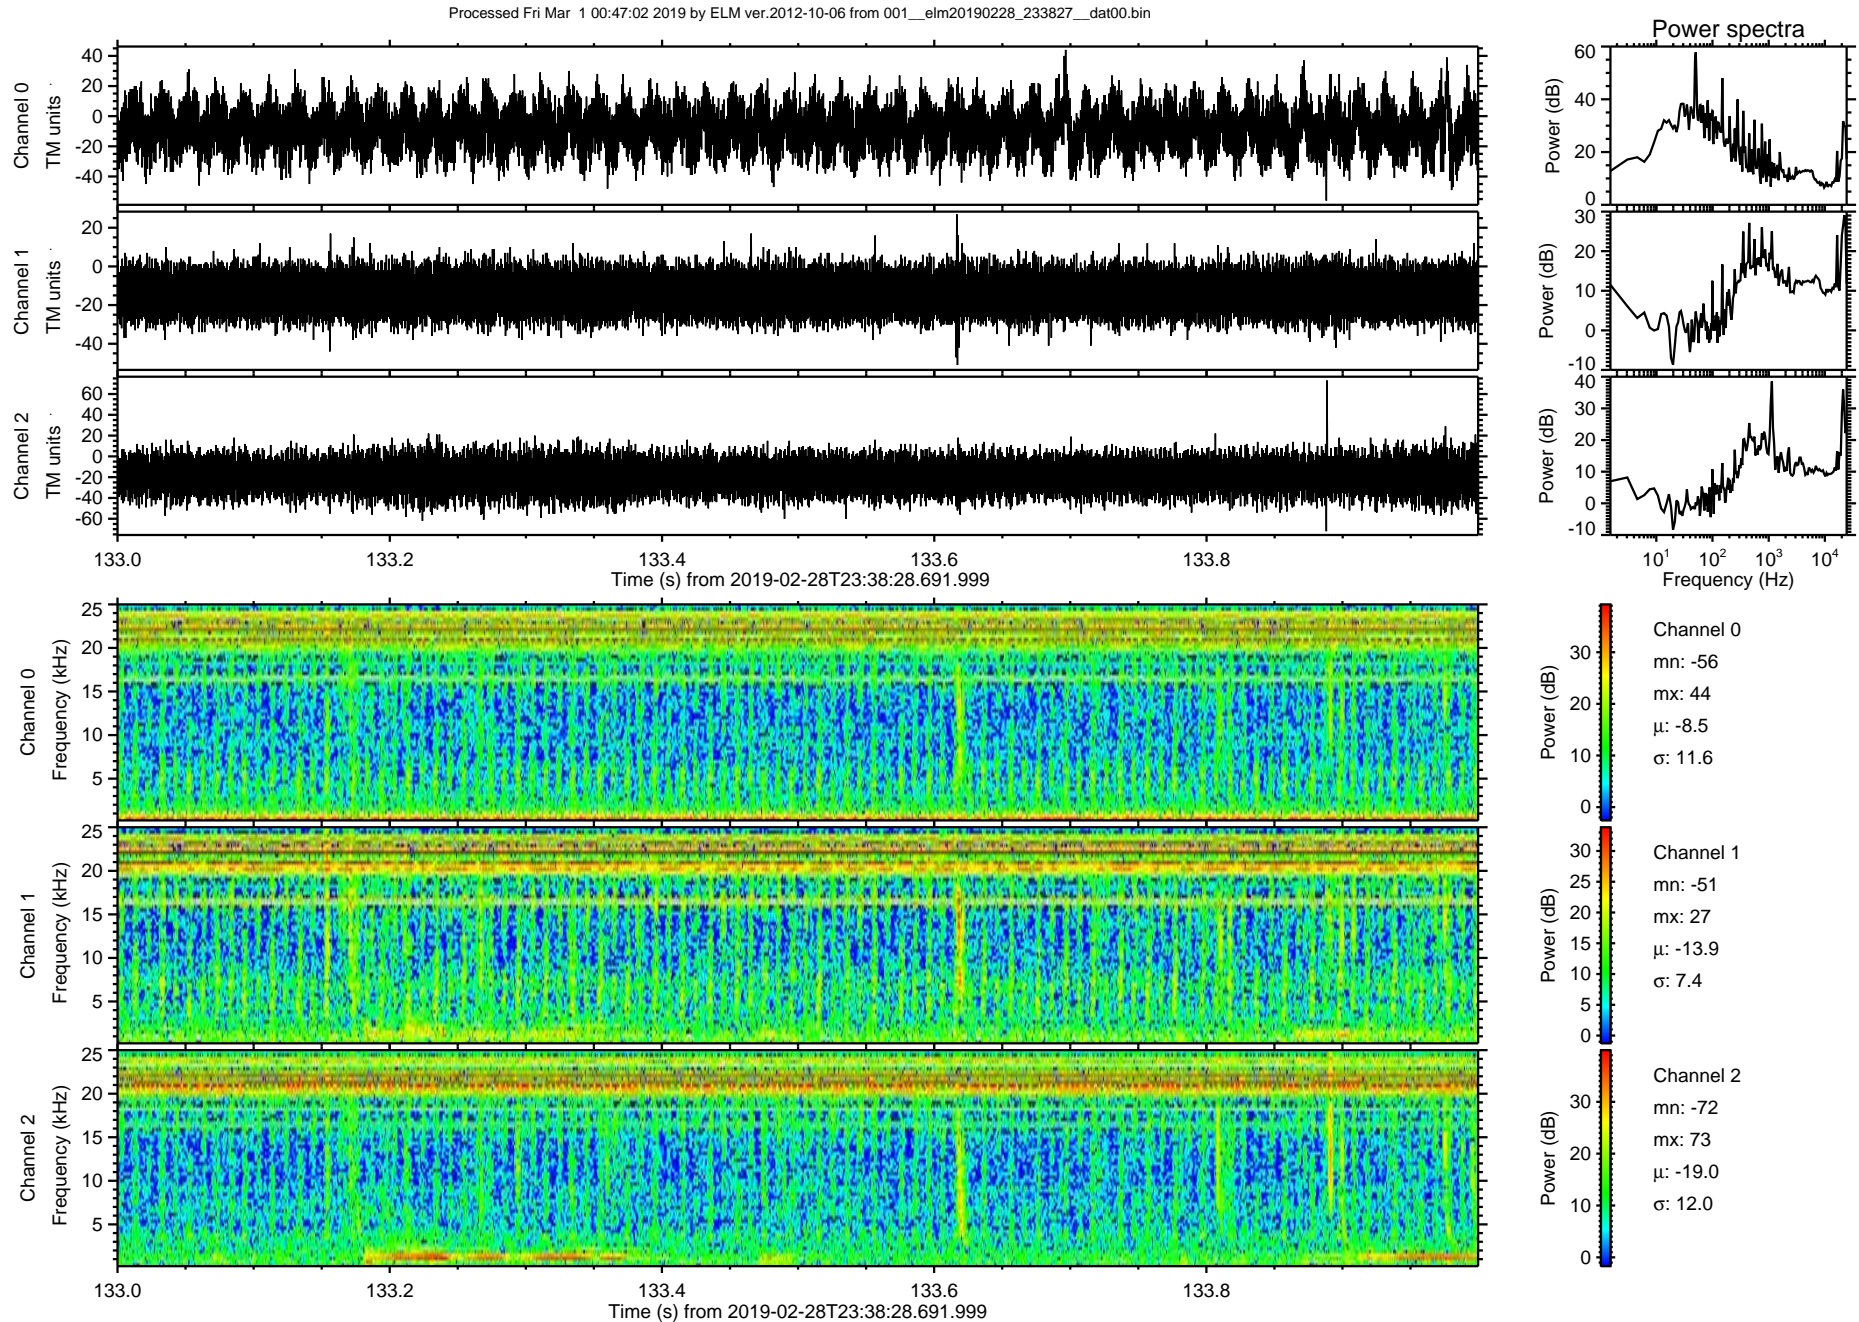 Processed Fri Mar  1 00:47:02 2019 by ELM ver.2012-10-06 from 001__elm20190228_233827__dat00.bin
Power spectra
Channel 0
TM units
40
20
0
-20
-40
Power (dB)
60
40
20
0
Channel 1
TM units
20
0
-20
-40
Power (dB)
30
20
10
0
-10
Channel 2
TM units
60
40
20
0
-20
-40
-60
Power (dB)
40
30
20
10
0
-10
133.0 133.2 133.4 133.6 133.8
Time (s) from 2019-02-28T23:38:28.691.999
10¹ 10² 10³ 10⁴
Frequency (Hz)
Channel 0
Frequency (kHz)
25
20
15
10
5
Power (dB)
30
20
10
0
Channel 0
mn: -56
mx: 44
μ: -8.5
σ: 11.6
Channel 1
Frequency (kHz)
25
20
15
10
5
Power (dB)
30
25
20
15
10
5
0
Channel 1
mn: -51
mx: 27
μ: -13.9
σ: 7.4
Channel 2
Frequency (kHz)
25
20
15
10
5
Power (dB)
30
20
10
0
Channel 2
mn: -72
mx: 73
μ: -19.0
σ: 12.0
133.0 133.2 133.4 133.6 133.8
Time (s) from 2019-02-28T23:38:28.691.999